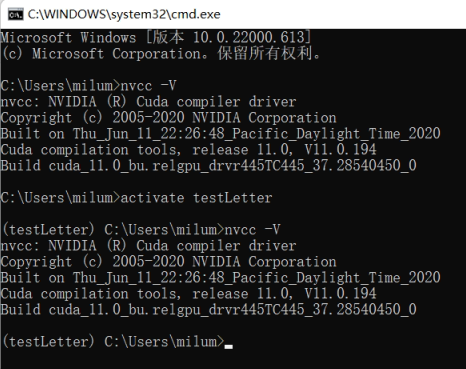 C:\WINDOWS\system32\cmd.exe
Microsoft Windows [版本 10.0.22000.613]
(c) Microsoft Corporation。保留所有权利。
C:\Users\milum>nvcc -V
nvcc: NVIDIA (R) Cuda compiler driver
Copyright (c) 2005-2020 NVIDIA Corporation
Built on Thu_Jun_11_22:26:48_Pacific_Daylight_Time_2020
Cuda compilation tools, release 11.0, V11.0.194
Build cuda_11.0_bu.relgpu_drvr445TC445_37.28540450_0
C:\Users\milum>activate testLetter
(testLetter) C:\Users\milum>nvcc -V
nvcc: NVIDIA (R) Cuda compiler driver
Copyright (c) 2005-2020 NVIDIA Corporation
Built on Thu_Jun_11_22:26:48_Pacific_Daylight_Time_2020
Cuda compilation tools, release 11.0, V11.0.194
Build cuda_11.0_bu.relgpu_drvr445TC445_37.28540450_0
(testLetter) C:\Users\milum>